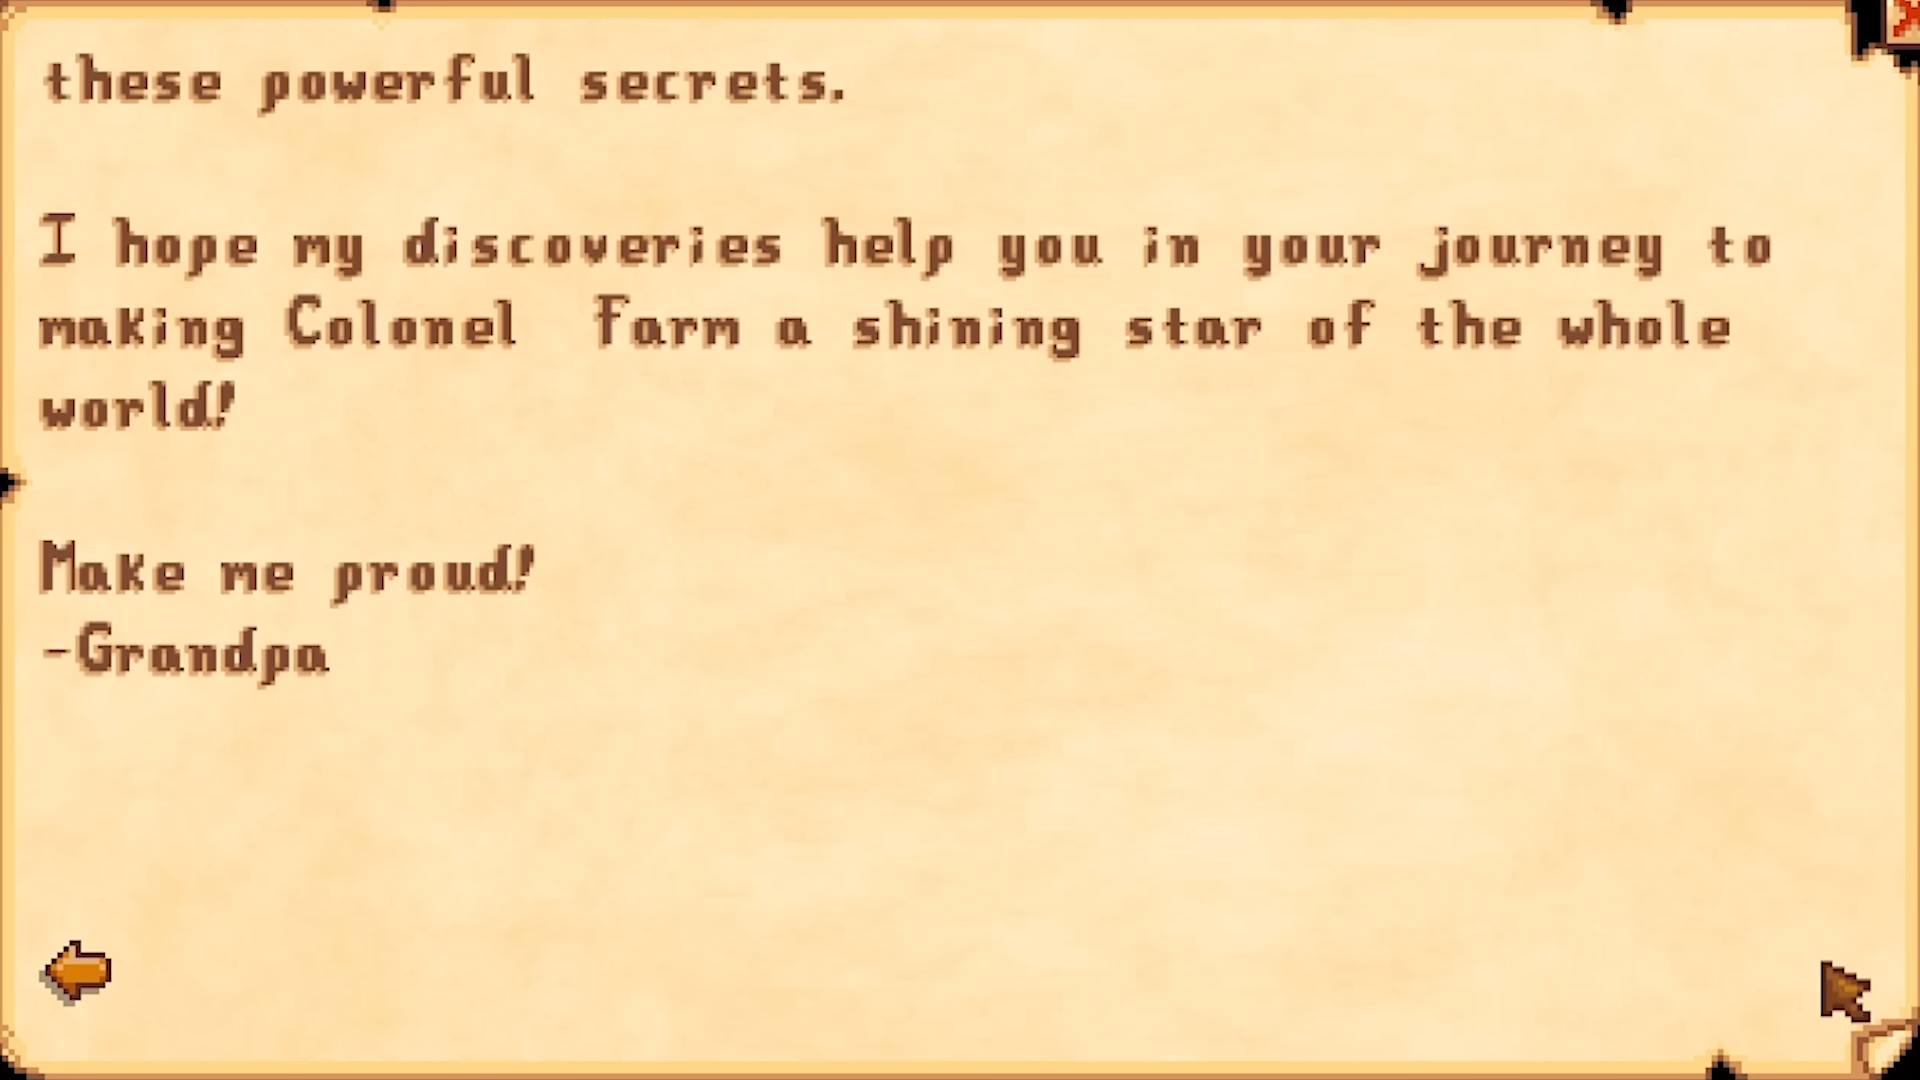 these powerful secrets.
I hope my discoveries help you in your journey to
making Colonel  Farm a shining star of the whole
world!
Make me proud!
-Grandpa